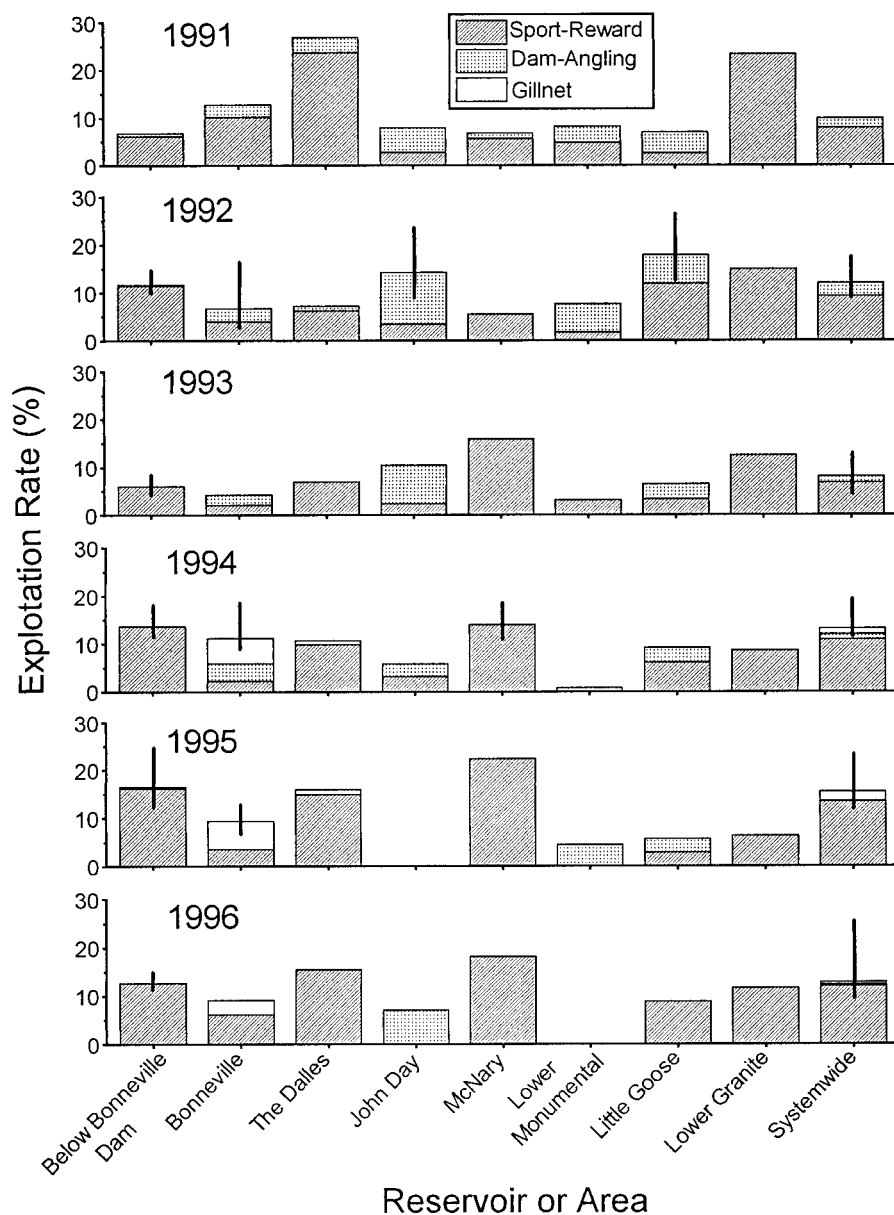 1991
Sport-Reward
Dam-Angling
Gillnet
30
20
10
0
1992
30
20
10
0
1993
30
20
10
0
1994
30
20
10
0
1995
30
20
10
0
1996
30
20
10
0
Explotation Rate (%)
Below Bonneville
Dam
Bonneville
The Dalles
John Day
McNary
Lower
Monumental
Little Goose
Lower Granite
Systemwide
Reservoir or Area